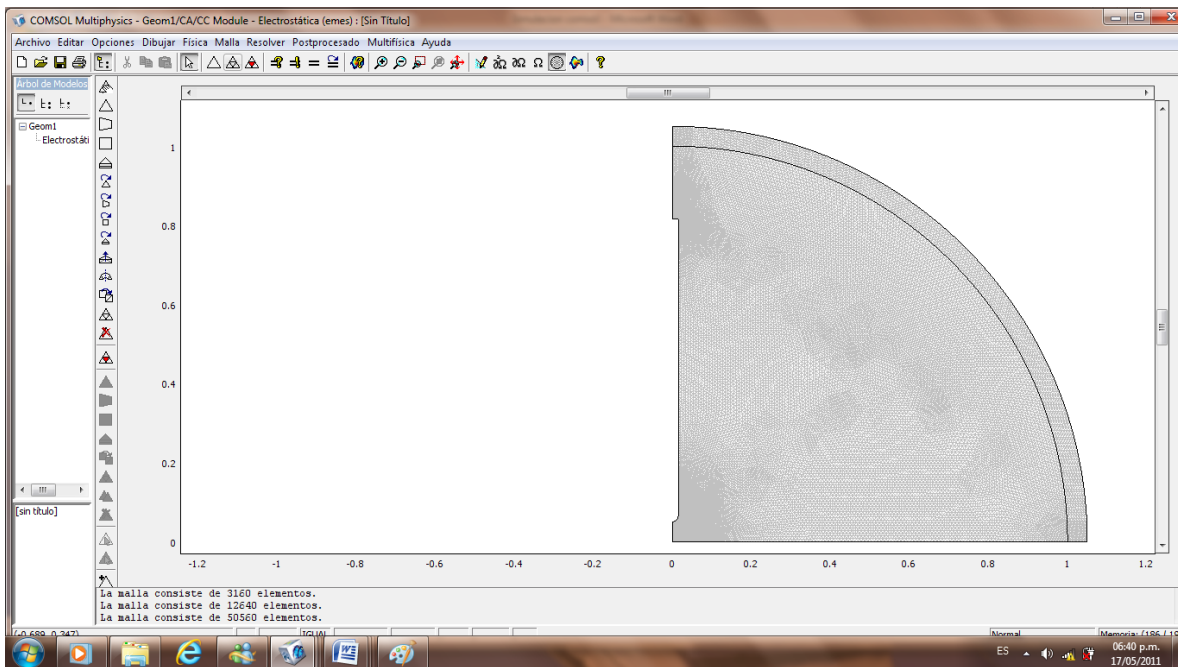 COMSOL Multiphysics - Geom1/CA/CC Module - Electrostática (emes) : [Sin Título]
Archivo Editar Opciones Dibujar Física Malla Resolver Postprocesado Multifísica Ayuda
Árbol de Modelos
Geom1
Electrostáti
[sin título]
1
0.8
0.6
0.4
0.2
0
-1.2 -1 -0.8 -0.6 -0.4 -0.2 0 0.2 0.4 0.6 0.8 1 1.2
La malla consiste de 3160 elementos.
La malla consiste de 12640 elementos.
La malla consiste de 50560 elementos.
(-0.689, 0.347) IGUAL Normal Memoria: (186 / 19
ES 06:40 p.m.
17/05/2011